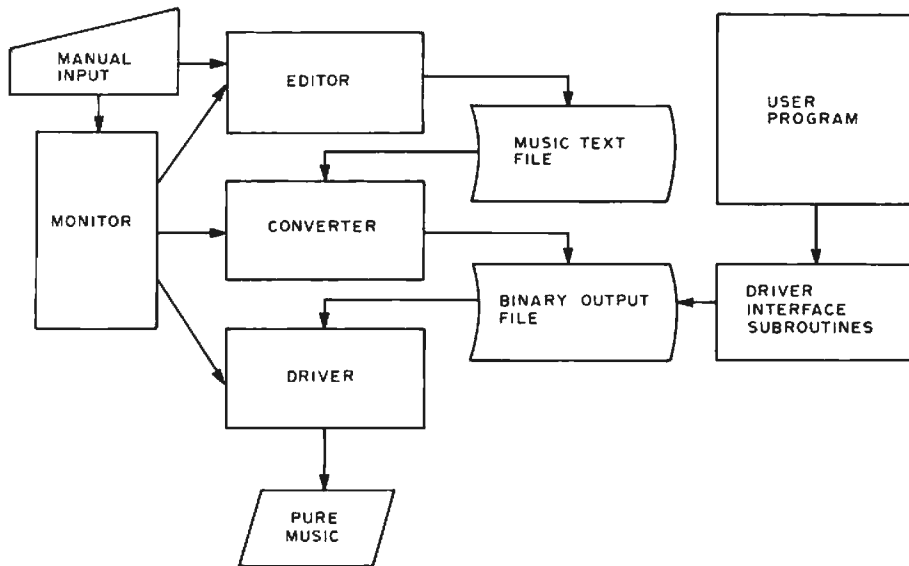 MANUAL
INPUT
EDITOR
USER
PROGRAM
MUSIC TEXT
FILE
MONITOR
CONVERTER
BINARY OUTPUT
FILE
DRIVER
INTERFACE
SUBROUTINES
DRIVER
PURE
MUSIC